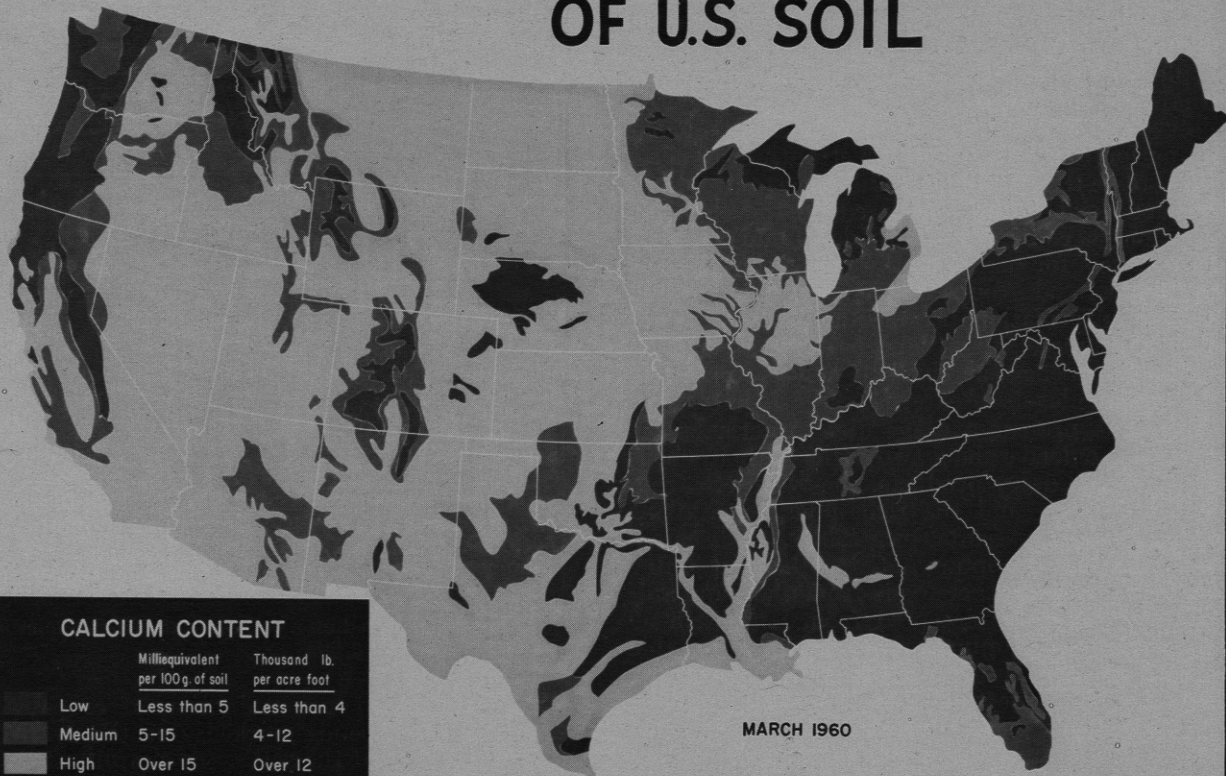 OF U.S. SOIL
CALCIUM CONTENT
Milliequivalent per 100 g. of soil
Thousand lb. per acre foot
Low Less than 5 Less than 4
Medium 5-15 4-12
High Over 15 Over 12
MARCH 1960